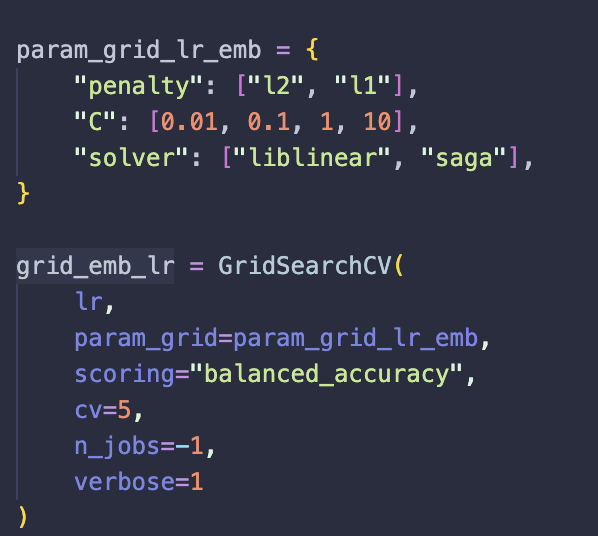 param_grid_lr_emb = {
    "penalty": ["l2", "l1"],
    "C": [0.01, 0.1, 1, 10],
    "solver": ["liblinear", "saga"],
}

grid_emb_lr = GridSearchCV(
    lr,
    param_grid=param_grid_lr_emb,
    scoring="balanced_accuracy",
    cv=5,
    n_jobs=-1,
    verbose=1
)